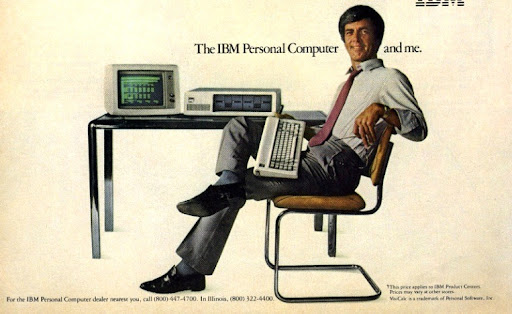 IBM
The IBM Personal Computer and me.
†This price applies to IBM Product Centers.
Prices may vary at other stores.
For the IBM Personal Computer dealer nearest you, call (800) 447-4700. In Illinois, (800) 322-4400.
VisiCalc is a trademark of Personal Software, Inc.